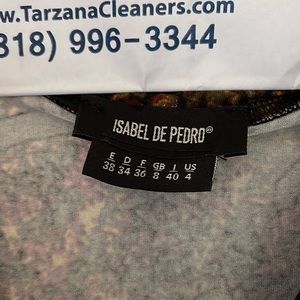 www.TarzanaCleaners.com
(818) 996-3344
ISABEL DE PEDRO®
E D F GB I US
38 34 36 8 40 4